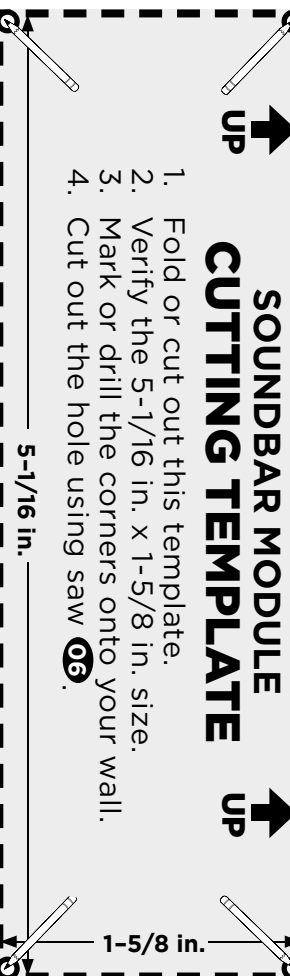 UP
UP
SOUNDBAR MODULE
CUTTING TEMPLATE
1. Fold or cut out this template.
2. Verify the 5-1/16 in. x 1-5/8 in. size.
3. Mark or drill the corners onto your wall.
4. Cut out the hole using saw 06.
5-1/16 in.
1-5/8 in.